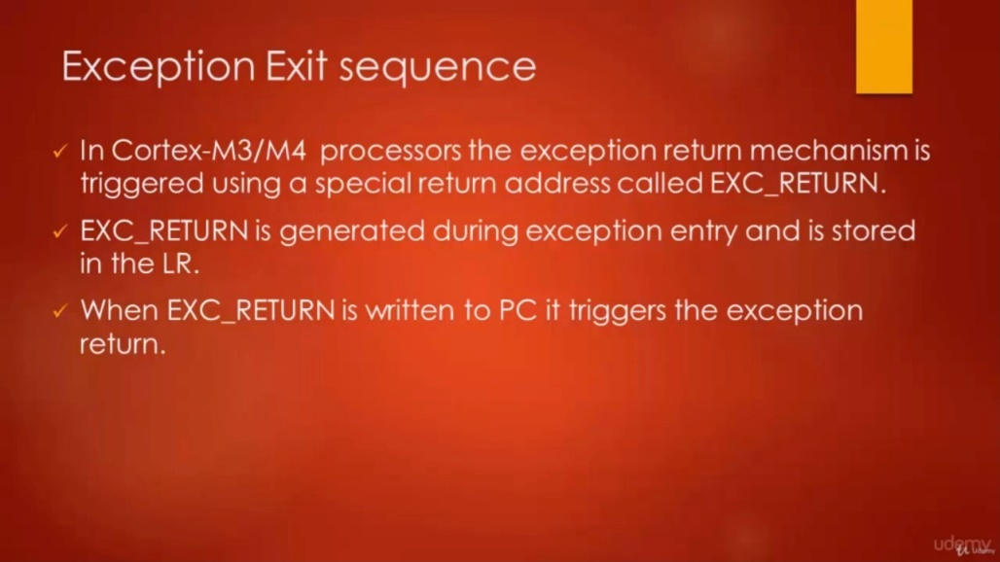 Exception Exit sequence
✓ In Cortex-M3/M4 processors the exception return mechanism is
triggered using a special return address called EXC_RETURN.
✓ EXC_RETURN is generated during exception entry and is stored
in the LR.
✓ When EXC_RETURN is written to PC it triggers the exception
return.
udemy
Udemy